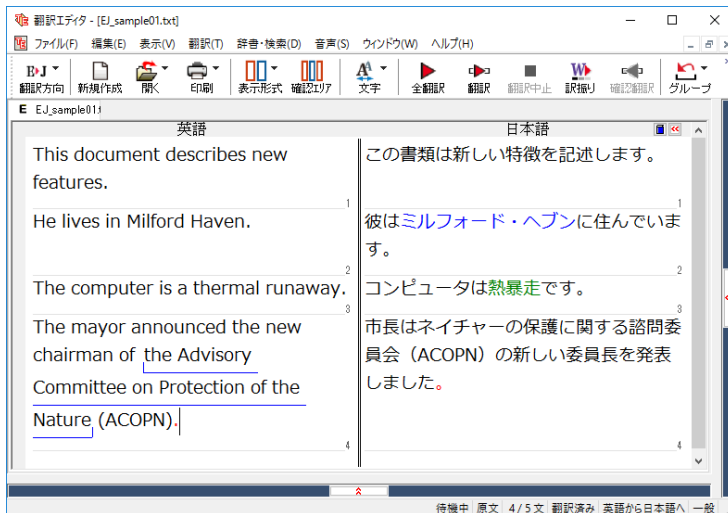 翻訳エディタ - [EJ_sample01.txt]
ファイル(F) 編集(E) 表示(V) 翻訳(T) 辞書・検索(D) 音声(S) ウィンドウ(W) ヘルプ(H)
翻訳方向 新規作成 開く 印刷 表示形式 確認エリア 文字 全翻訳 翻訳 翻訳中止 訳振り 確認翻訳 グループ
E EJ_sample01.t
英語 日本語
This document describes new
features.
1
He lives in Milford Haven.
2
The computer is a thermal runaway.
3
The mayor announced the new
chairman of the Advisory
Committee on Protection of the
Nature (ACOPN).
4
この書類は新しい特徴を記述します。
1
彼はミルフォード・ヘブンに住んでいま
す。
2
コンピュータは熱暴走です。
3
市長はネイチャーの保護に関する諮問委
員会（ACOPN）の新しい委員長を発表
しました。
4
待機中 原文 4/5文 翻訳済み 英語から日本語へ 一般